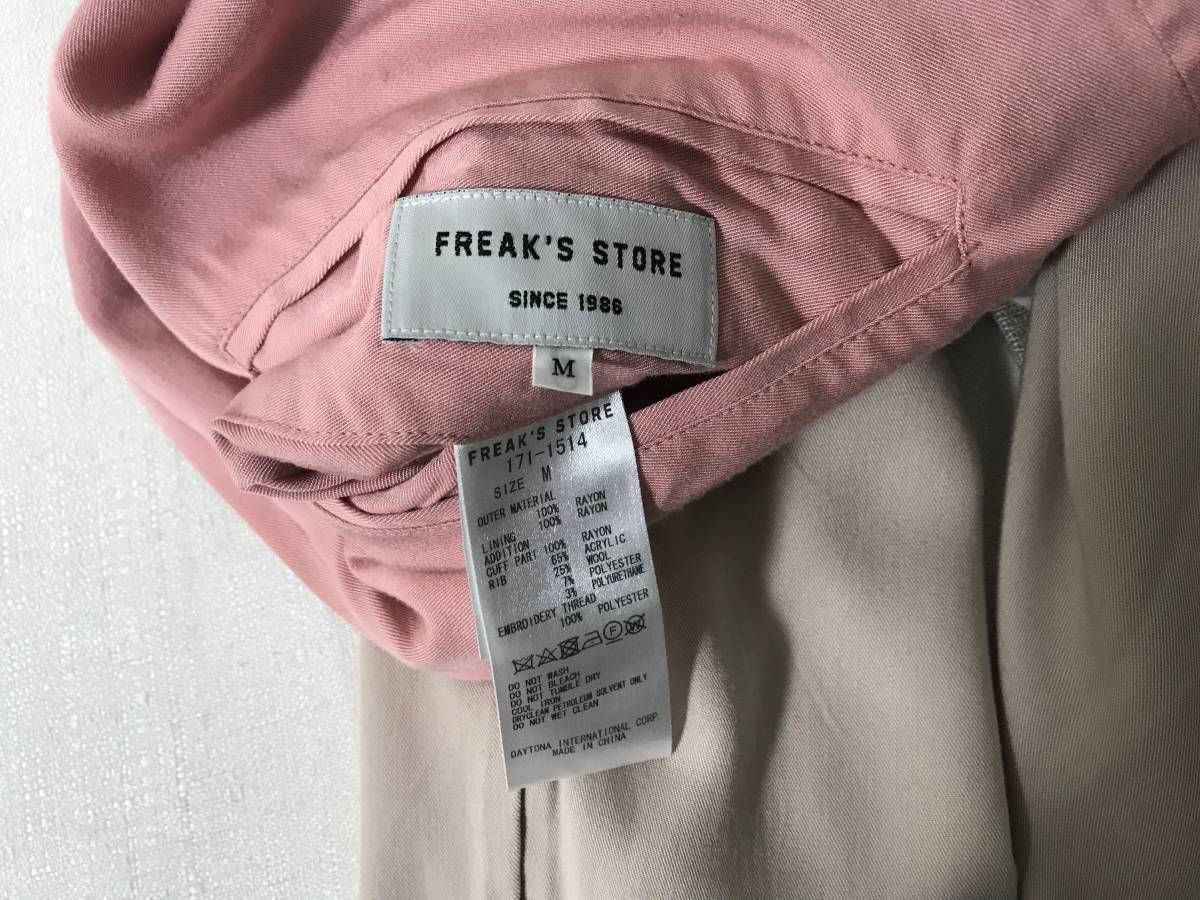 FREAK'S STORE
SINCE 1986
M
FREAK'S STORE
171-1514
SIZE M
OUTER MATERIAL
100% RAYON
LINING 100% RAYON
ADDITION
CUFF PART 100% RAYON
RIB 65% ACRYLIC
25% WOOL
7% POLYESTER
3% POLYURETHANE
EMBROIDERY THREAD
100% POLYESTER
F W
DO NOT WASH
DO NOT BLEACH
DO NOT TUMBLE DRY
COOL IRON
DRYCLEAN PETROLEUM SOLVENT ONLY
DO NOT WET CLEAN
DAYTONA INTERNATIONAL CORP.
MADE IN CHINA